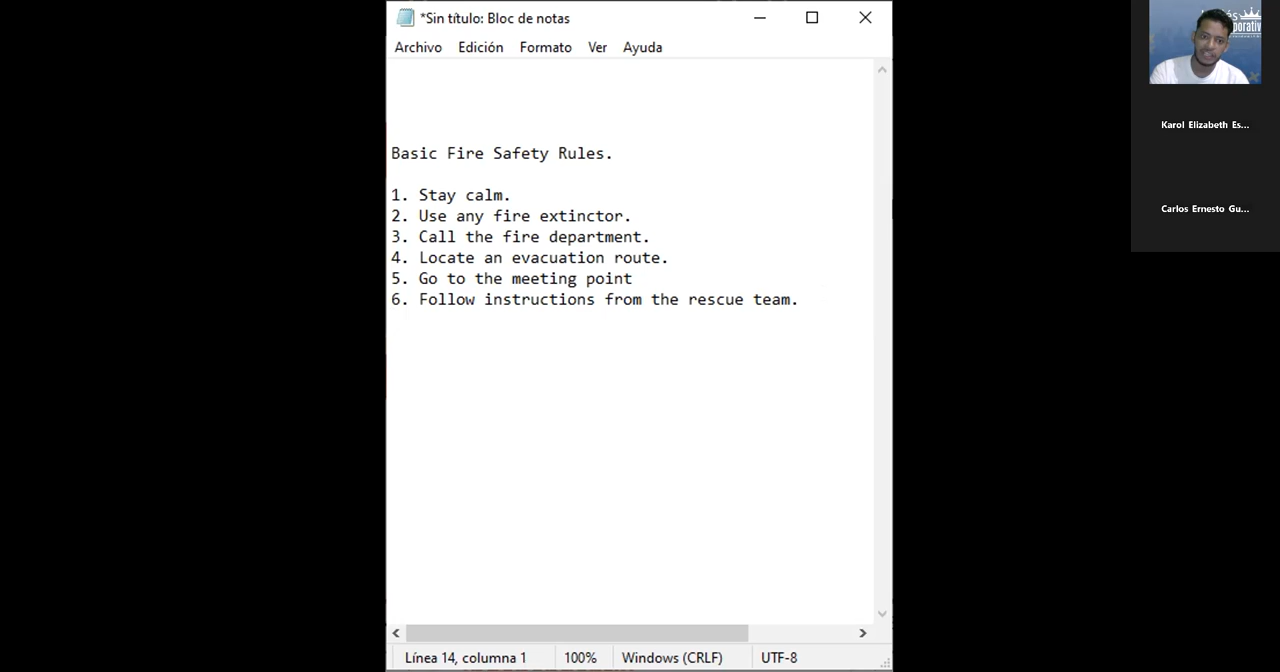 *Sin título: Bloc de notas
Archivo Edición Formato Ver Ayuda
Basic Fire Safety Rules.
1. Stay calm.
2. Use any fire extinctor.
3. Call the fire department.
4. Locate an evacuation route.
5. Go to the meeting point
6. Follow instructions from the rescue team.
Línea 14, columna 1 100% Windows (CRLF) UTF-8
Karol Elizabeth Es...
Carlos Ernesto Gu...